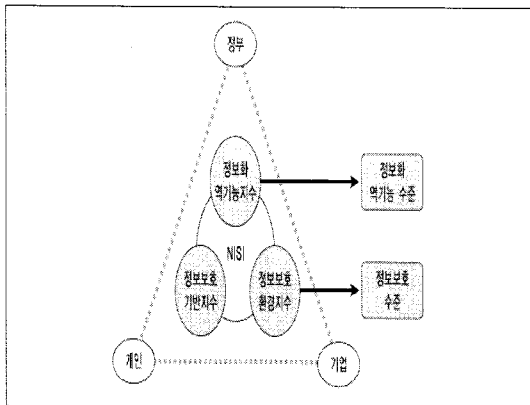 정부
정보화
역기능지수
정보화
역기능 수준
NISI
정보보호
기반지수
정보보호
환경지수
정보보호
수준
개인
기업